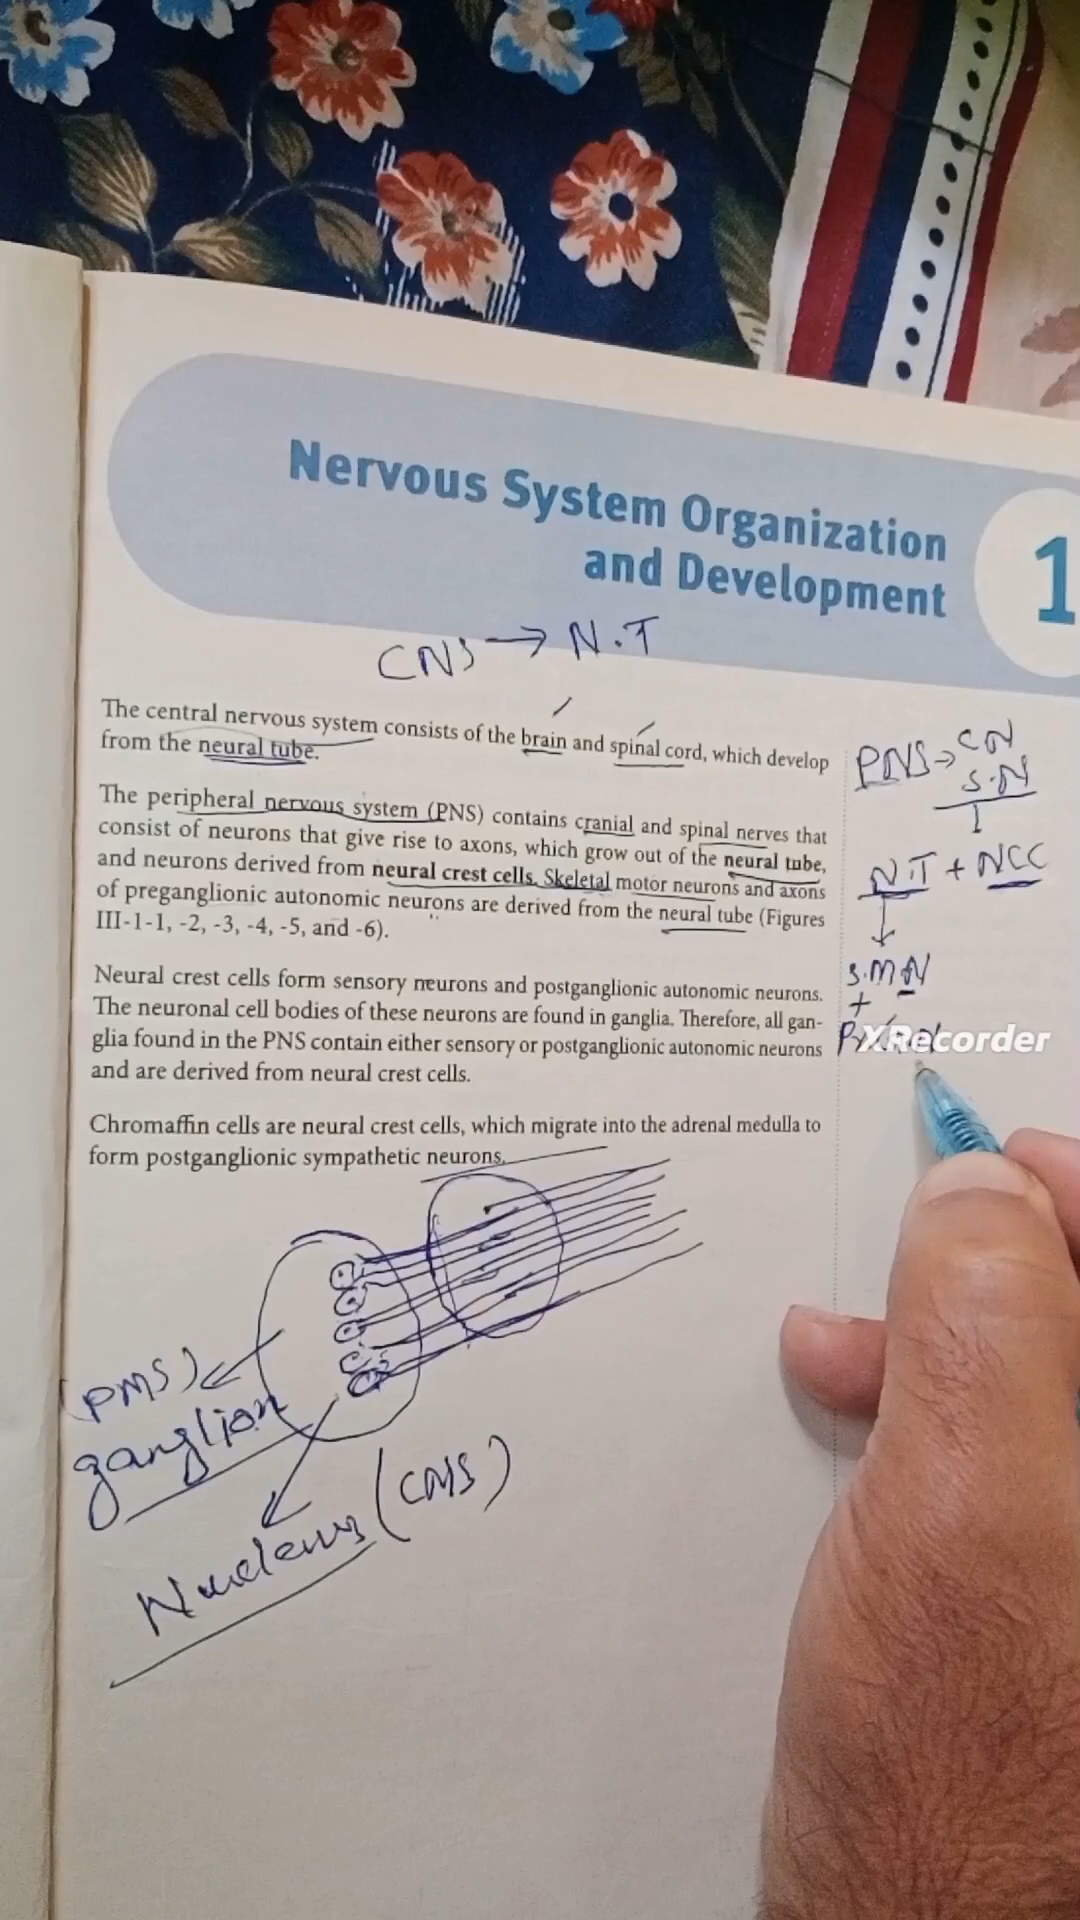 Nervous System Organization
and Development
1
CNS → N.T
The central nervous system consists of the brain and spinal cord, which develop
from the neural tube.
The peripheral nervous system (PNS) contains cranial and spinal nerves that
consist of neurons that give rise to axons, which grow out of the neural tube,
and neurons derived from neural crest cells. Skeletal motor neurons and axons
of preganglionic autonomic neurons are derived from the neural tube (Figures
III-1-1, -2, -3, -4, -5, and -6).
Neural crest cells form sensory neurons and postganglionic autonomic neurons.
The neuronal cell bodies of these neurons are found in ganglia. Therefore, all gan-
glia found in the PNS contain either sensory or postganglionic autonomic neurons
and are derived from neural crest cells.
Chromaffin cells are neural crest cells, which migrate into the adrenal medulla to
form postganglionic sympathetic neurons.
PNS → CN
S.N
N.T + NCC
S.M N
+
XRecorder
(PNS)
ganglion
Nucleus (CNS)